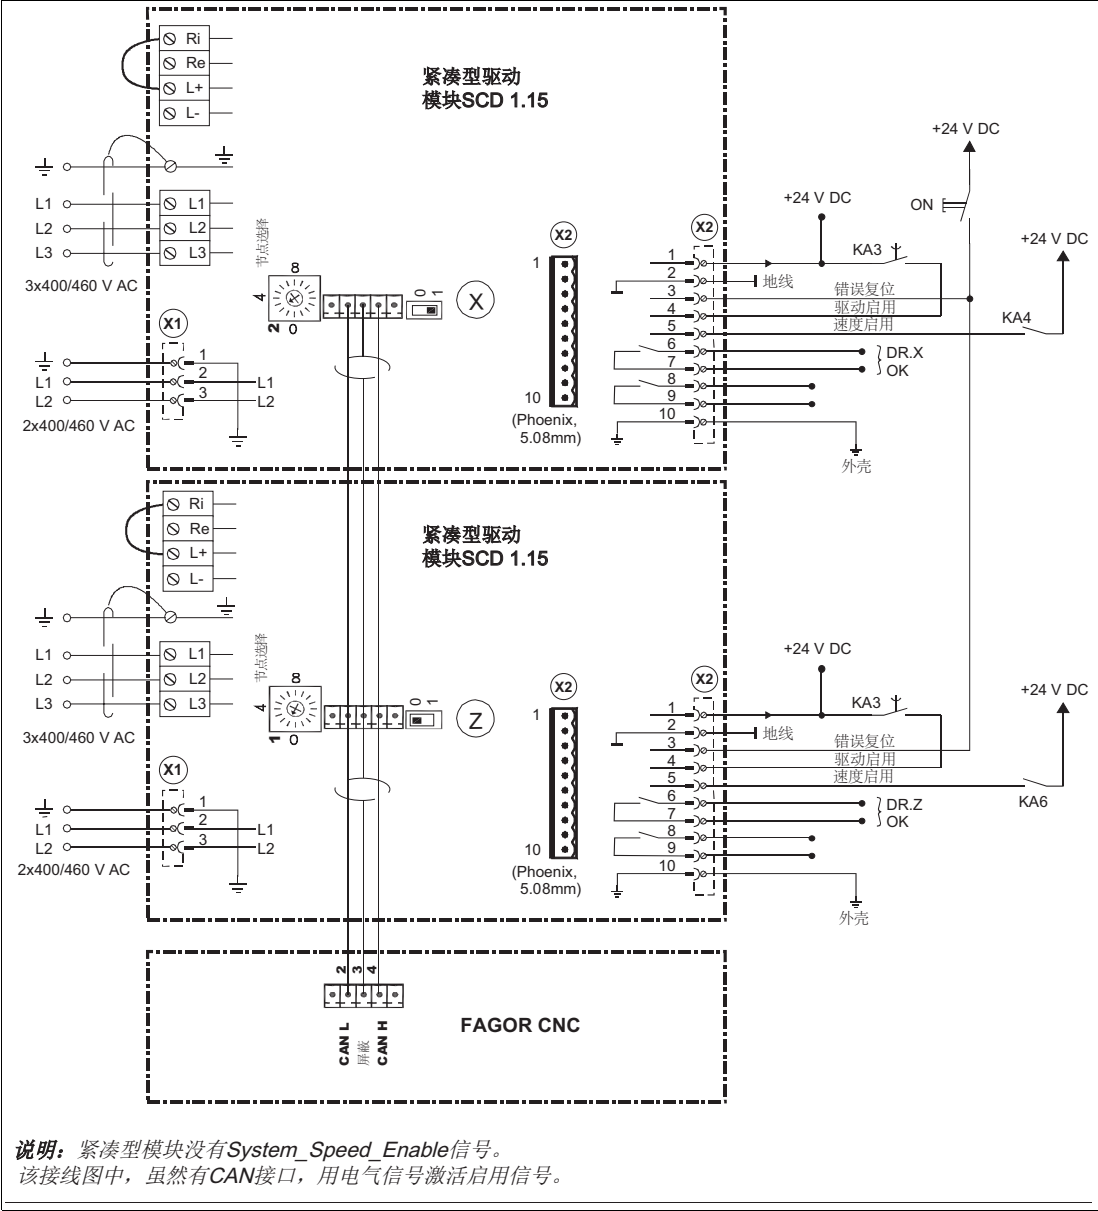 Ri
Re
L+
L-
紧凑型驱动
模块SCD 1.15
L1 L1
L2 L2
L3 L3
3x400/460 V AC
节点选择
8
4
2 0
0 1
X
X1
1
L1 2 L1
L2 3 L2
2x400/460 V AC
X2
1
10
(Phoenix,
5.08mm)
X2
1
2
3
4
5
6
7
8
9
10
+24 V DC
KA3
地线
错误复位
驱动启用
速度启用
DR.X
OK
外壳
+24 V DC
ON
+24 V DC
KA4
Ri
Re
L+
L-
紧凑型驱动
模块SCD 1.15
L1 L1
L2 L2
L3 L3
3x400/460 V AC
节点选择
8
4
1 0
0 1
Z
X1
1
L1 2 L1
L2 3 L2
2x400/460 V AC
X2
1
10
(Phoenix,
5.08mm)
X2
1
2
3
4
5
6
7
8
9
10
+24 V DC
KA3
地线
错误复位
驱动启用
速度启用
DR.Z
OK
外壳
+24 V DC
KA6
2 3 4
CAN L
屏蔽
CAN H
FAGOR CNC
说明：紧凑型模块没有System_Speed_Enable信号。
该接线图中，虽然有CAN接口，用电气信号激活启用信号。